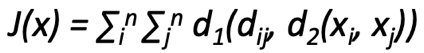 J(x) = ∑ᵢⁿ ∑ⱼⁿ d₁(dᵢⱼ, d₂(xᵢ, xⱼ))